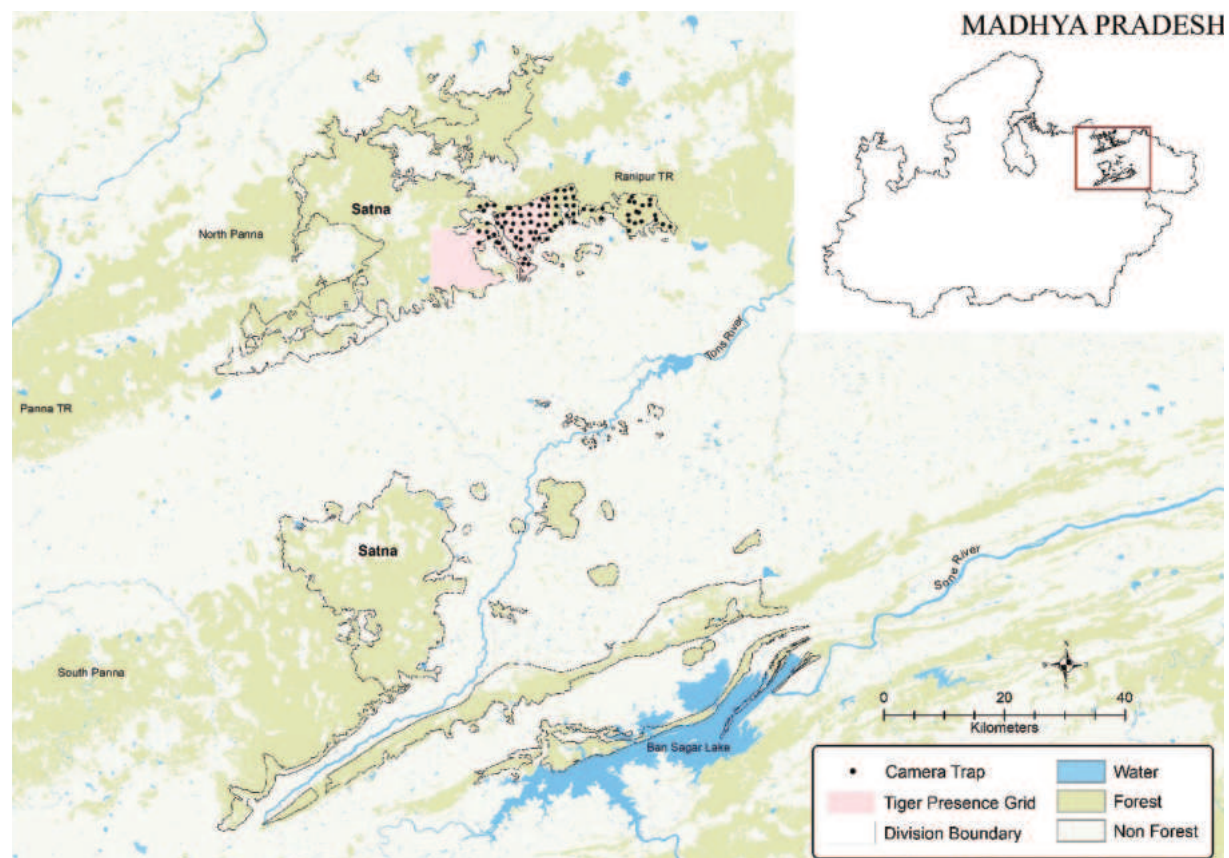 MADHYA PRADESH
Ranipur TR
Satna
North Panna
Tons River
Panna TR
Satna
Sone River
South Panna
Ban Sagar Lake
0 20 40
Kilometers
Camera Trap
Tiger Presence Grid
Division Boundary
Water
Forest
Non Forest